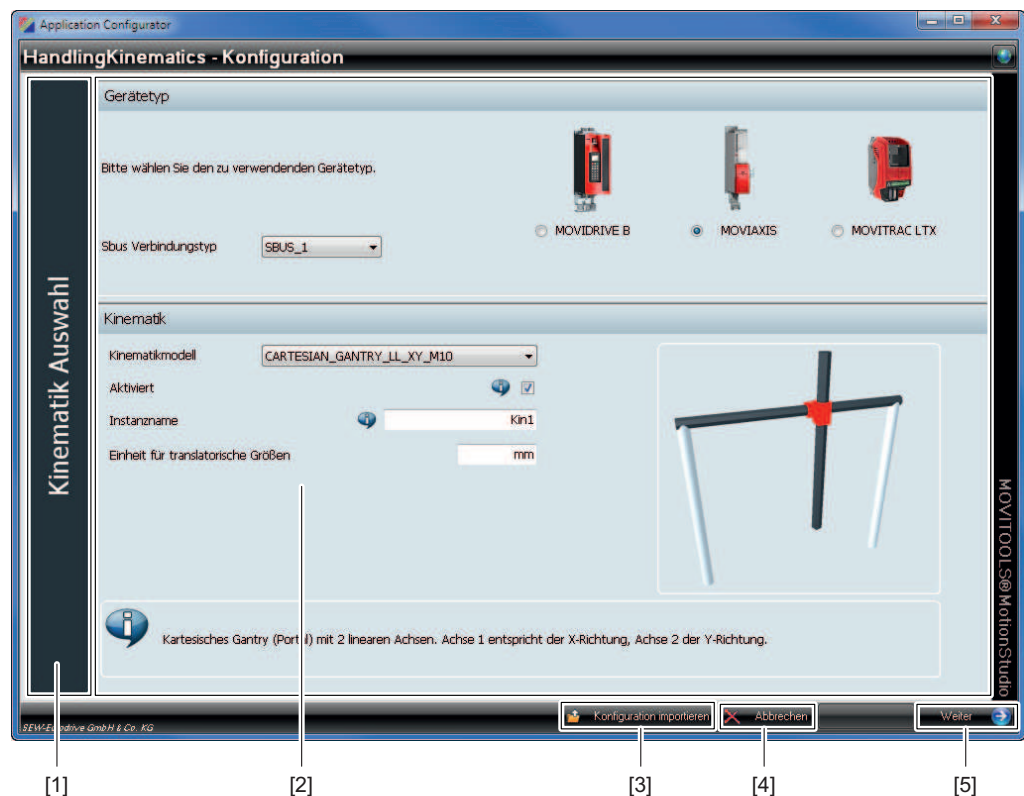 Application Configurator
HandlingKinematics - Konfiguration
Kinematik Auswahl
Gerätetyp
Bitte wählen Sie den zu verwendenden Gerätetyp.
MOVIDRIVE B
MOVIAXIS
MOVITRAC LTX
Sbus Verbindungstyp
SBUS_1
Kinematik
Kinematikmodell
CARTESIAN_GANTRY_LL_XY_M10
Aktiviert
Instanzname
Kin1
Einheit für translatorische Größen
mm
Kartesisches Gantry (Portal) mit 2 linearen Achsen. Achse 1 entspricht der X-Richtung, Achse 2 der Y-Richtung.
MOVITOOLS®MotionStudio
SEW-Eurodrive GmbH & Co. KG
Konfiguration importieren
Abbrechen
Weiter
[1]
[2]
[3]
[4]
[5]